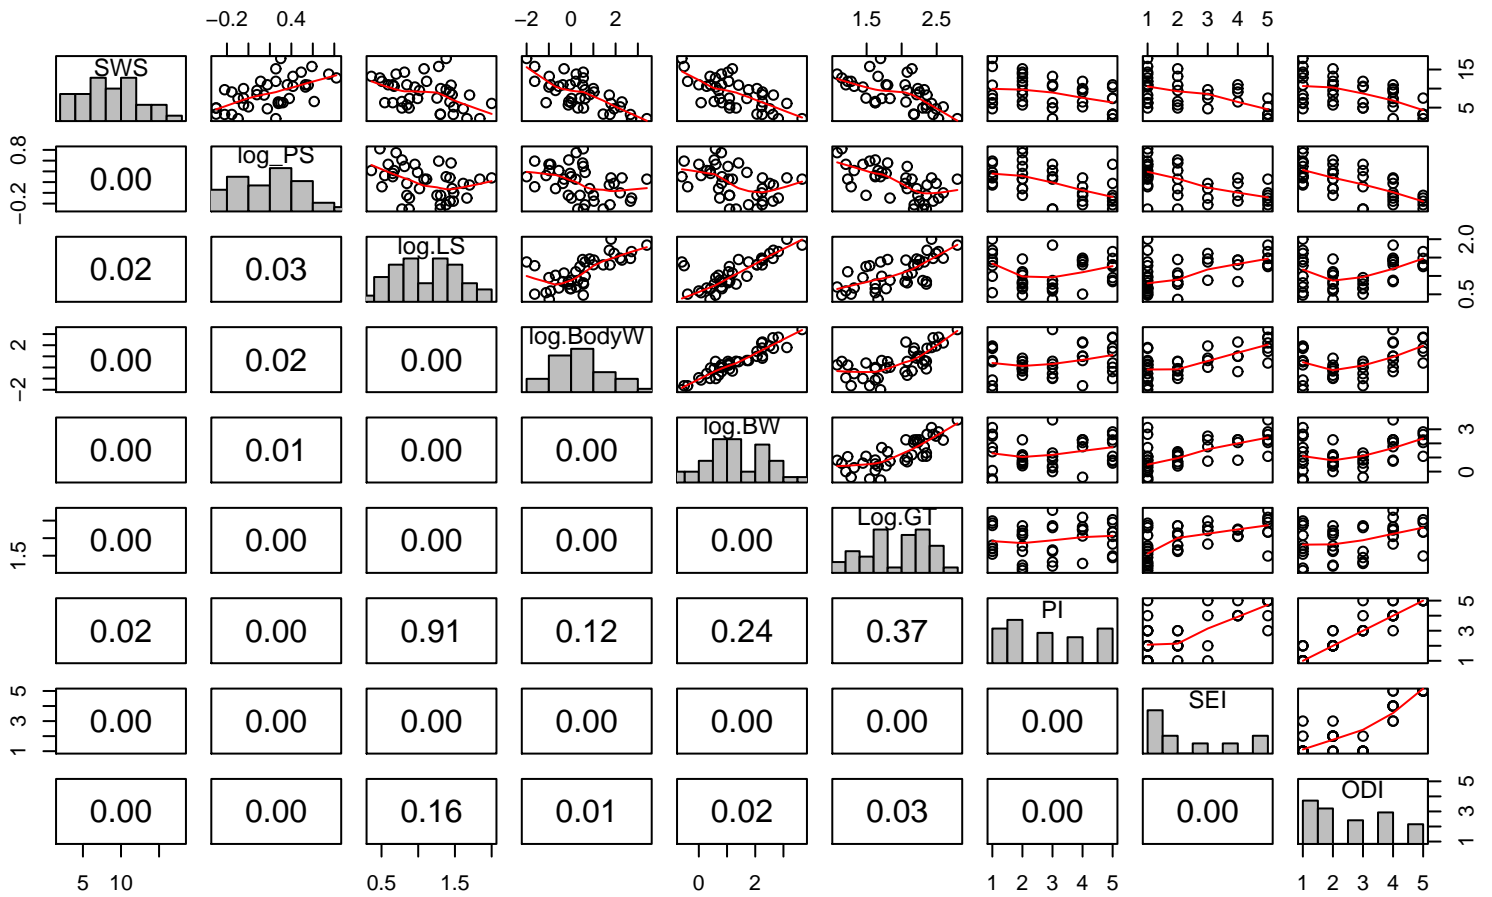 −0.2 0.4 −2 0 2 1.5 2.5 1 2 3 4 5
SWS 5 15
−0.2 0.8 0.00 log_PS
0.02 0.03 log.LS 0.5 2.0
−2 2 0.00 0.02 0.00 log.BodyW
0.00 0.01 0.00 0.00 log.BW 0 3
1.5 0.00 0.00 0.00 0.00 0.00 Log.GT
0.02 0.00 0.91 0.12 0.24 0.37 PI 1 3 5
1 3 5 0.00 0.00 0.00 0.00 0.00 0.00 0.00 SEI
0.00 0.00 0.16 0.01 0.02 0.03 0.00 0.00 ODI 1 3 5
5 10 0.5 1.5 0 2 1 2 3 4 5 1 2 3 4 5